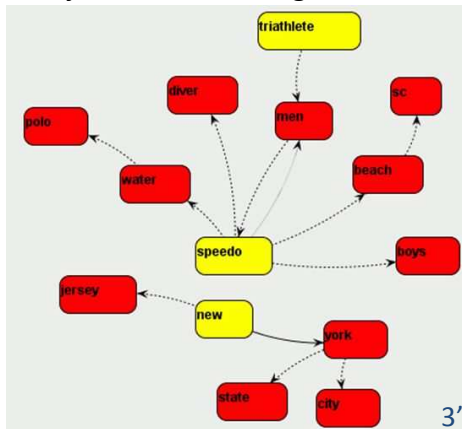 triathlete
diver
sc
polo
men
water
beach
speedo
boys
jersey
new
york
state
city
3'